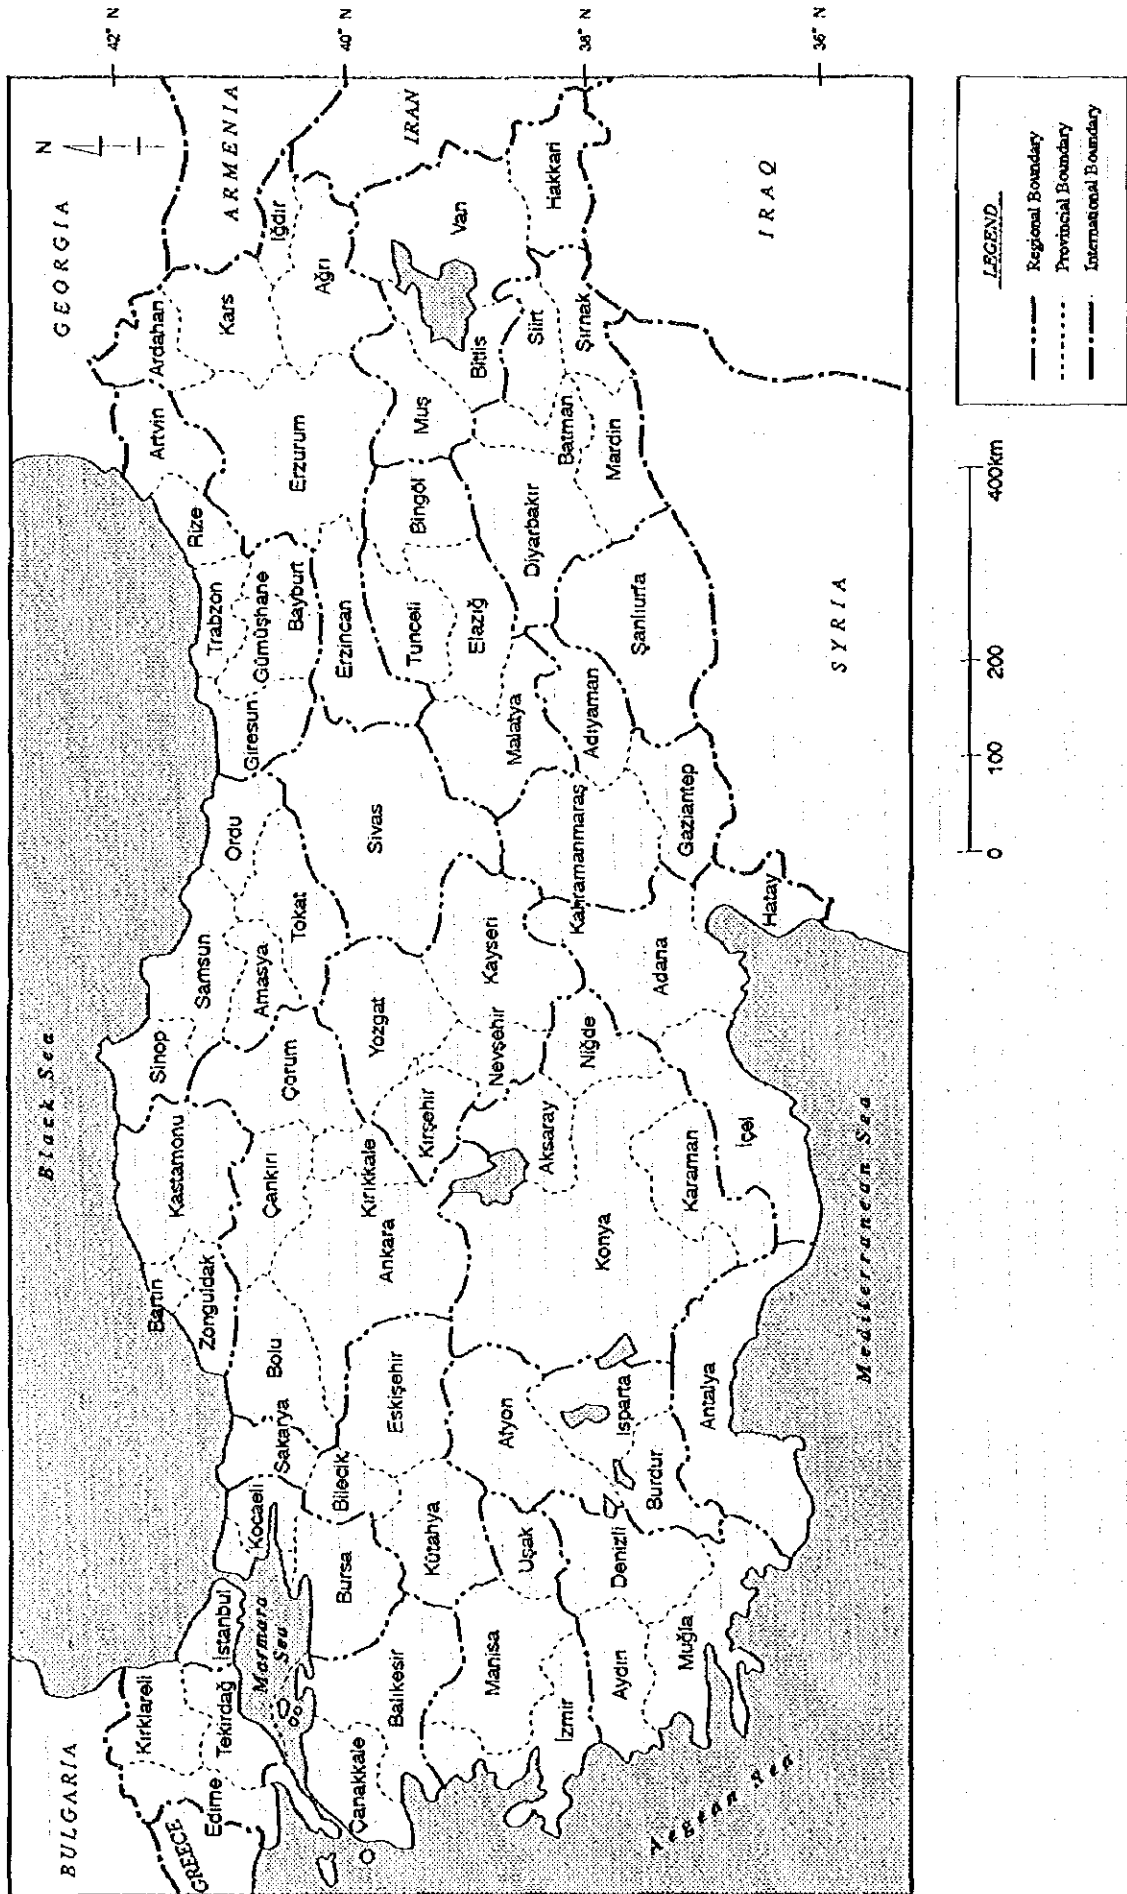 BULGARIA
GREECE
Black Sea
GEORGIA
ARMENIA
IRAN
IRAQ
SYRIA
Mediterranean Sea
Aegean Sea
Marmara
Sea
N
42° N
40° N
38° N
36° N
Kırklareli
Edirne
Tekirdağ
İstanbul
Kocaeli
Sakarya
Çanakkale
Balıkesir
Bursa
Bilecik
Bolu
Zonguldak
Bartın
Kastamonu
Çankırı
Sinop
Samsun
Amasya
Çorum
Tokat
Ordu
Giresun
Gümüşhane
Trabzon
Bayburt
Rize
Artvin
Ardahan
Kars
Iğdır
Ağrı
Erzurum
Erzincan
Sivas
Yozgat
Kırıkkale
Kırşehir
Ankara
Eskişehir
Kütahya
Manisa
Uşak
Afyon
İzmir
Aydın
Denizli
Muğla
Burdur
Isparta
Antalya
Konya
Karaman
Aksaray
Nevşehir
Niğde
Kayseri
İçel
Adana
Hatay
Kahramanmaraş
Gaziantep
Adıyaman
Malatya
Tunceli
Elazığ
Bingöl
Muş
Bitlis
Van
Hakkari
Siirt
Şırnak
Batman
Mardin
Diyarbakır
Şanlıurfa
0 100 200 400km
LEGEND
Regional Boundary
Provincial Boundary
International Boundary